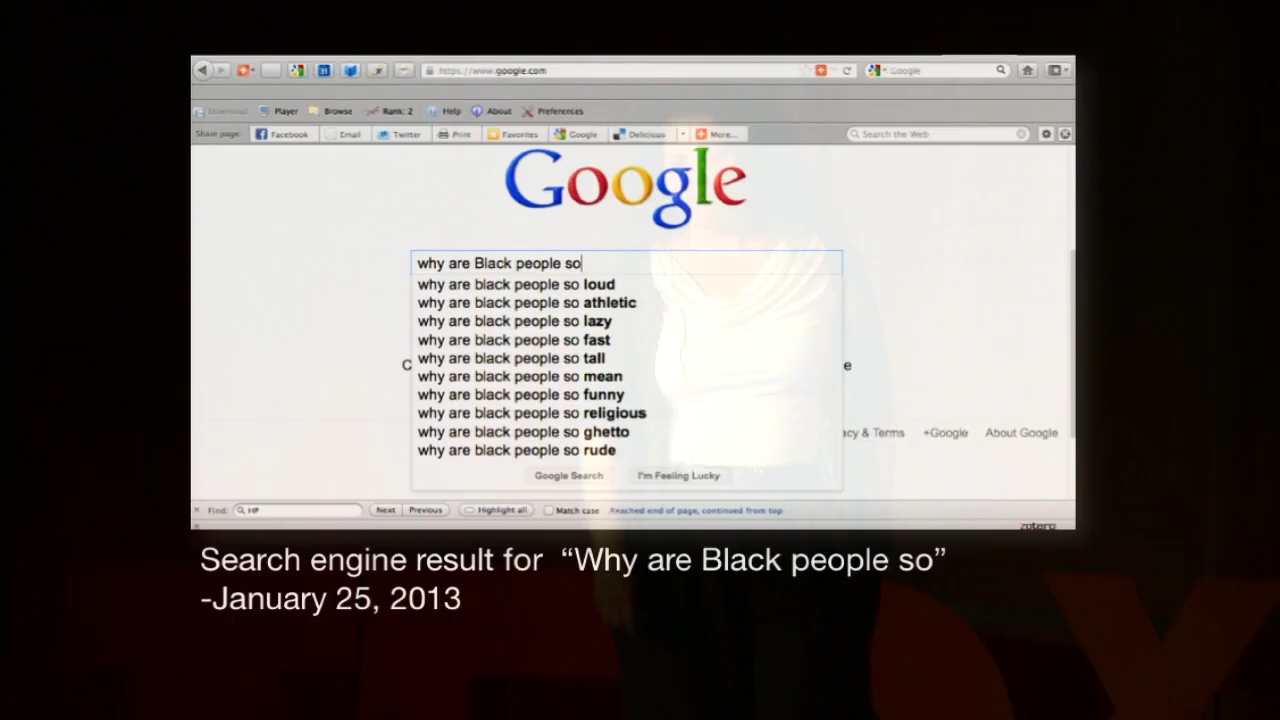 https://www.google.com
Google
Download Player Browse Rank: 2 Help About Preferences
Share page: Facebook Email Twitter Print Favorites Google Delicious More... Search the Web
Google
why are Black people so
why are black people so loud
why are black people so athletic
why are black people so lazy
why are black people so fast
why are black people so tall
why are black people so mean
why are black people so funny
why are black people so religious
why are black people so ghetto
why are black people so rude
acy & Terms +Google About Google
Google Search I'm Feeling Lucky
Find: HP Next Previous Highlight all Match case Reached end of page, continued from top
zotero
Search engine result for “Why are Black people so”
-January 25, 2013